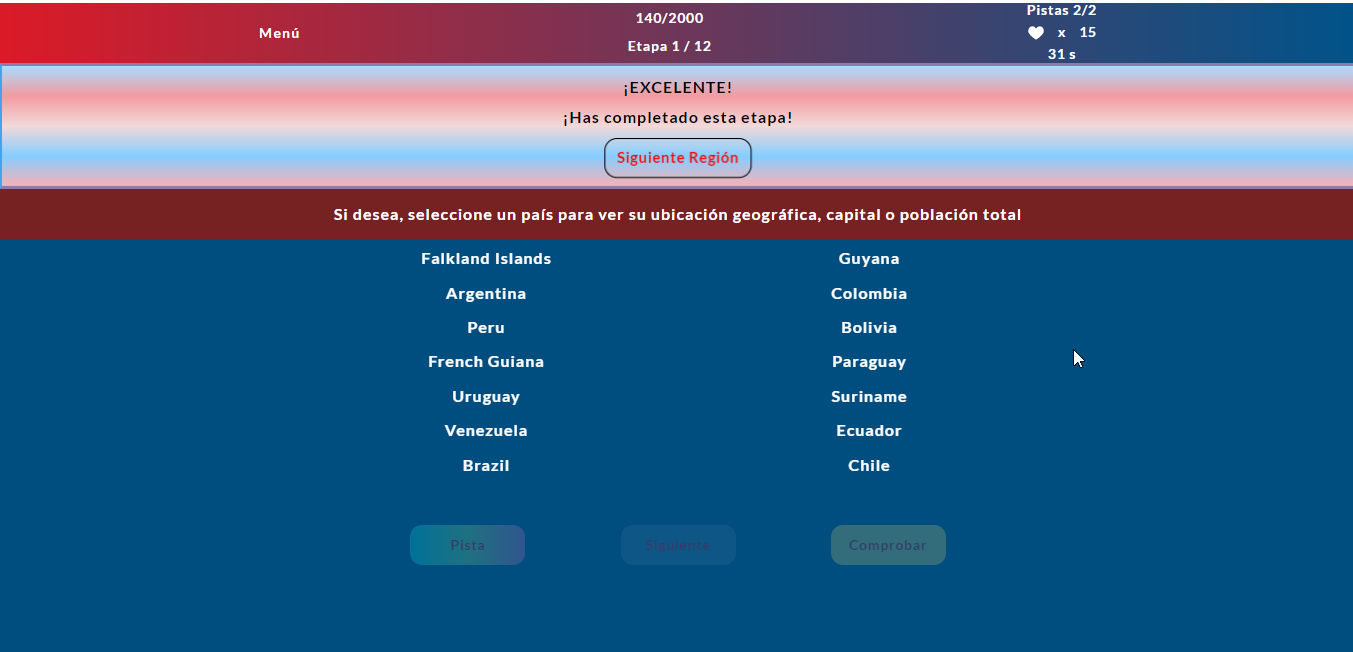 Menú
140/2000
Etapa 1 / 12
Pistas 2/2
x 15
31 s
¡EXCELENTE!
¡Has completado esta etapa!
Siguiente Región
Si desea, seleccione un país para ver su ubicación geográfica, capital o población total
Falkland Islands
Guyana
Argentina
Colombia
Peru
Bolivia
French Guiana
Paraguay
Uruguay
Suriname
Venezuela
Ecuador
Brazil
Chile
Pista
Siguiente
Comprobar